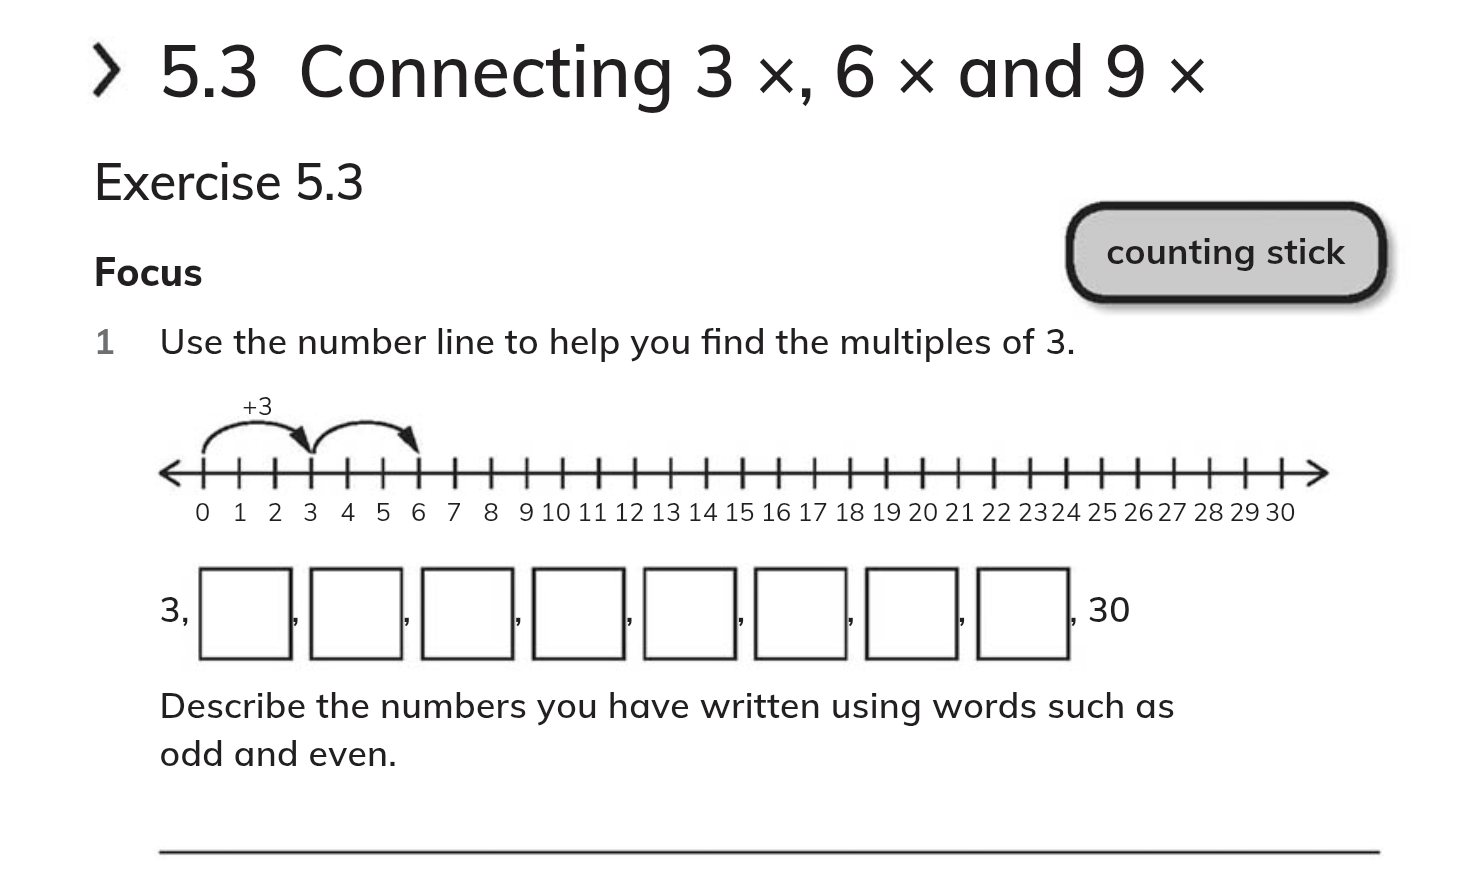 5.3 Connecting 3 ×, 6 × and 9 ×
Exercise 5.3
counting stick
Focus
1 Use the number line to help you find the multiples of 3.
+3
0 1 2 3 4 5 6 7 8 9 10 11 12 13 14 15 16 17 18 19 20 21 22 23 24 25 26 27 28 29 30
3, , , , , , , , , 30
Describe the numbers you have written using words such as
odd and even.